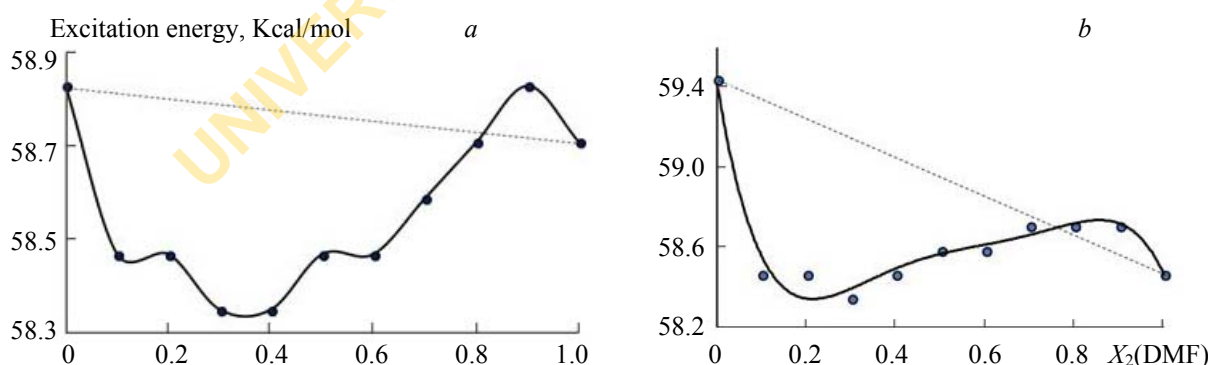 Excitation energy, Kcal/mol
a
b
58.9
58.7
58.5
58.3
0 0.2 0.4 0.6 0.8 1.0
59.4
59.0
58.6
58.2
0 0.2 0.4 0.6 0.8 X₂(DMF)
UNIVER